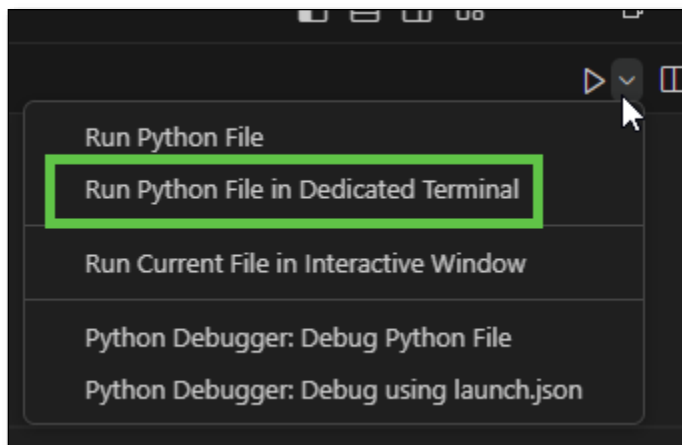 Run Python File
Run Python File in Dedicated Terminal
Run Current File in Interactive Window
Python Debugger: Debug Python File
Python Debugger: Debug using launch.json